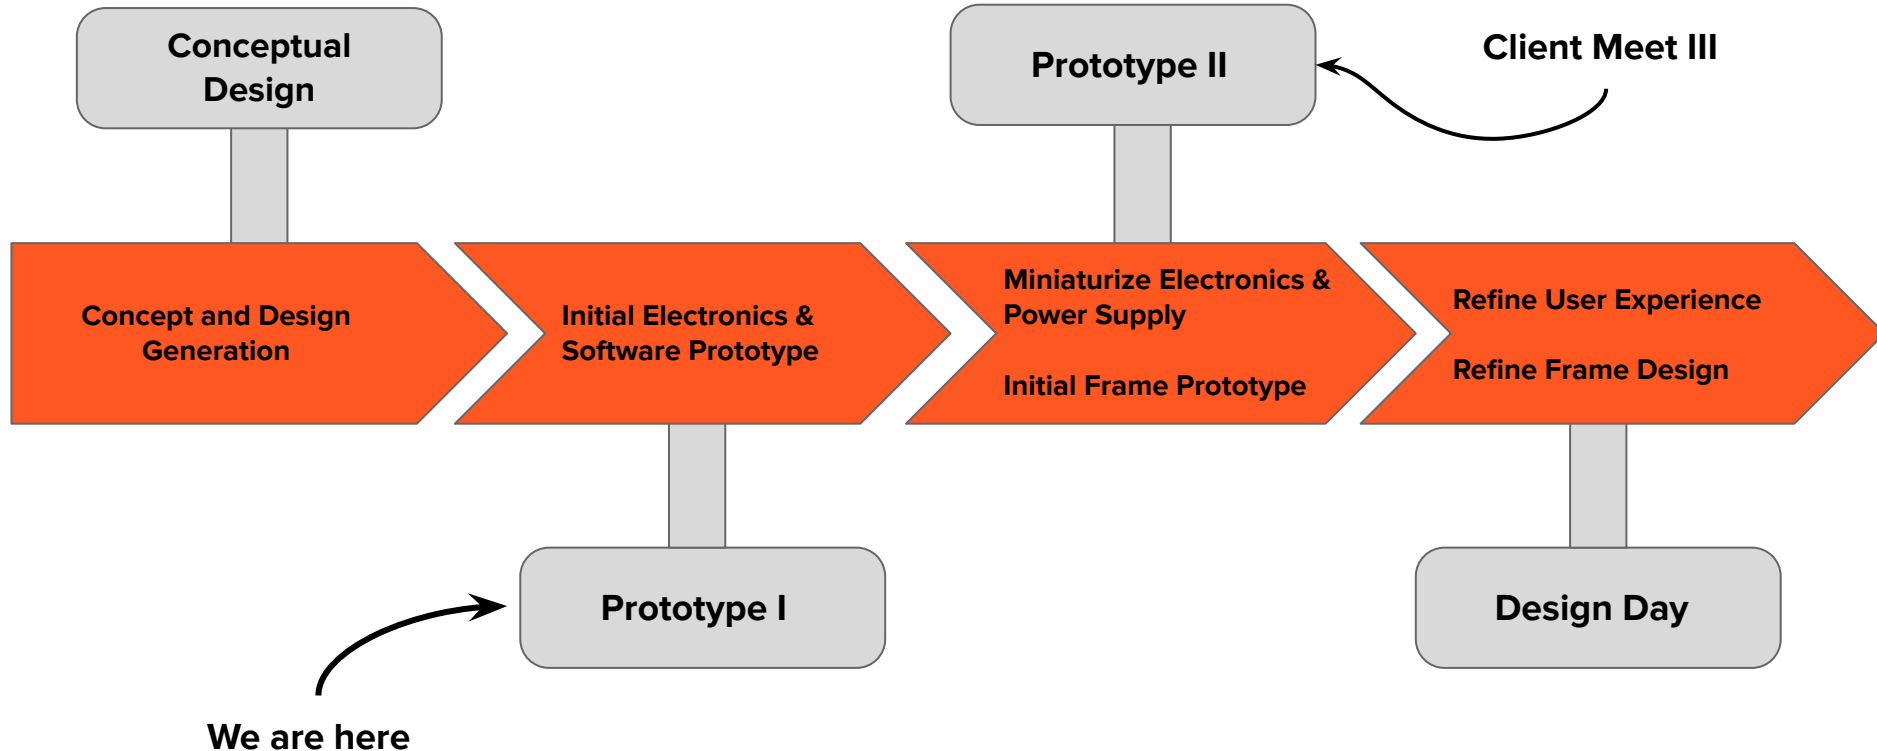 Conceptual
Design
Prototype II
Client Meet III
Concept and Design
Generation
Initial Electronics &
Software Prototype
Miniaturize Electronics &
Power Supply
Initial Frame Prototype
Refine User Experience
Refine Frame Design
Prototype I
Design Day
We are here